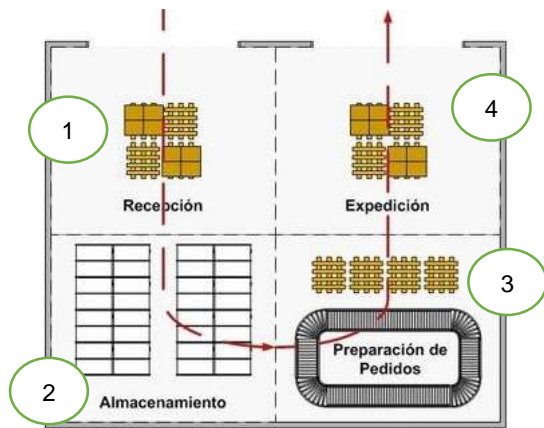 1
4
Recepción
Expedición
3
Preparación de
Pedidos
2
Almacenamiento